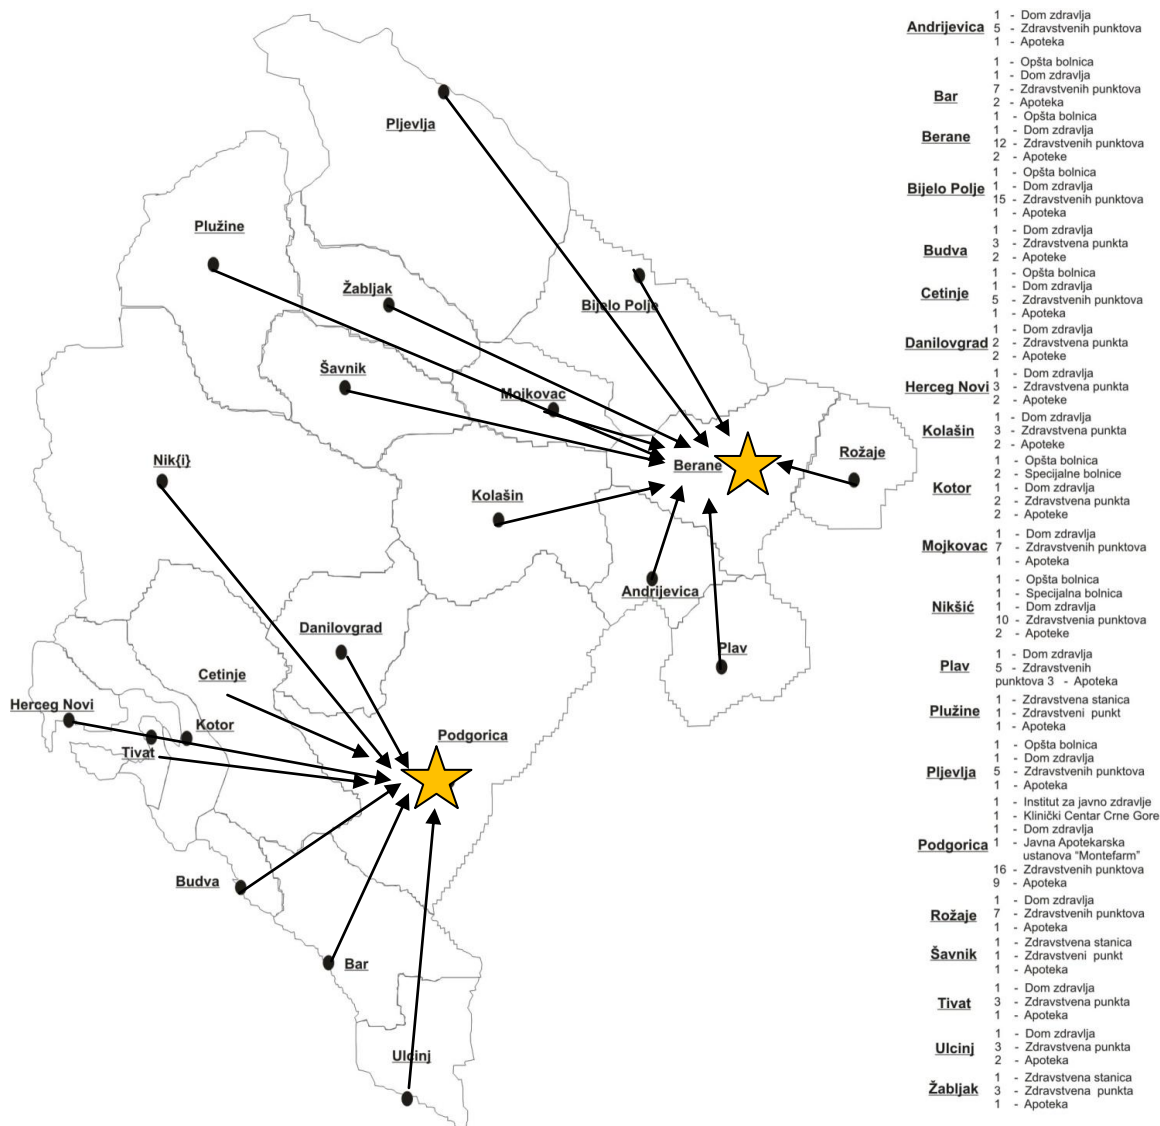 Pljevlja
Plužine
Žabljak
Bijelo Polje
Šavnik
Mojkovac
Nik{i}
Berane
Rožaje
Kolašin
Andrijevica
Danilovgrad
Plav
Cetinje
Herceg Novi
Kotor
Tivat
Podgorica
Budva
Bar
Ulcinj
Andrijevica
1 - Dom zdravlja
5 - Zdravstvenih punktova
1 - Apoteka
Bar
1 - Opšta bolnica
1 - Dom zdravlja
7 - Zdravstvenih punktova
2 - Apoteka
Berane
1 - Opšta bolnica
1 - Dom zdravlja
12 - Zdravstvenih punktova
2 - Apoteke
Bijelo Polje
1 - Opšta bolnica
1 - Dom zdravlja
15 - Zdravstvenih punktova
1 - Apoteka
Budva
1 - Dom zdravlja
3 - Zdravstvena punkta
2 - Apoteke
Cetinje
1 - Opšta bolnica
1 - Dom zdravlja
5 - Zdravstvenih punktova
1 - Apoteka
Danilovgrad
1 - Dom zdravlja
2 - Zdravstvena punkta
2 - Apoteke
Herceg Novi
1 - Dom zdravlja
3 - Zdravstvena punkta
2 - Apoteke
Kolašin
1 - Dom zdravlja
3 - Zdravstvena punkta
2 - Apoteke
Kotor
1 - Opšta bolnica
2 - Specijalne bolnice
1 - Dom zdravlja
2 - Zdravstvena punkta
2 - Apoteke
Mojkovac
1 - Dom zdravlja
7 - Zdravstvenih punktova
1 - Apoteka
Nikšić
1 - Opšta bolnica
1 - Specijalna bolnica
1 - Dom zdravlja
10 - Zdravstvenia punktova
2 - Apoteke
Plav
1 - Dom zdravlja
5 - Zdravstvenih
punktova 3 - Apoteka
Plužine
1 - Zdravstvena stanica
1 - Zdravstveni punkt
1 - Apoteka
Pljevlja
1 - Opšta bolnica
1 - Dom zdravlja
5 - Zdravstvenih punktova
1 - Apoteka
Podgorica
1 - Institut za javno zdravlje
1 - Klinički Centar Crne Gore
1 - Dom zdravlja
1 - Javna Apotekarska
ustanova "Montefarm"
16 - Zdravstvenih punktova
9 - Apoteka
Rožaje
1 - Dom zdravlja
7 - Zdravstvenih punktova
1 - Apoteka
Šavnik
1 - Zdravstvena stanica
1 - Zdravstveni punkt
1 - Apoteka
Tivat
1 - Dom zdravlja
3 - Zdravstvena punkta
1 - Apoteka
Ulcinj
1 - Dom zdravlja
3 - Zdravstvena punkta
2 - Apoteka
Žabljak
1 - Zdravstvena stanica
3 - Zdravstvena punkta
1 - Apoteka